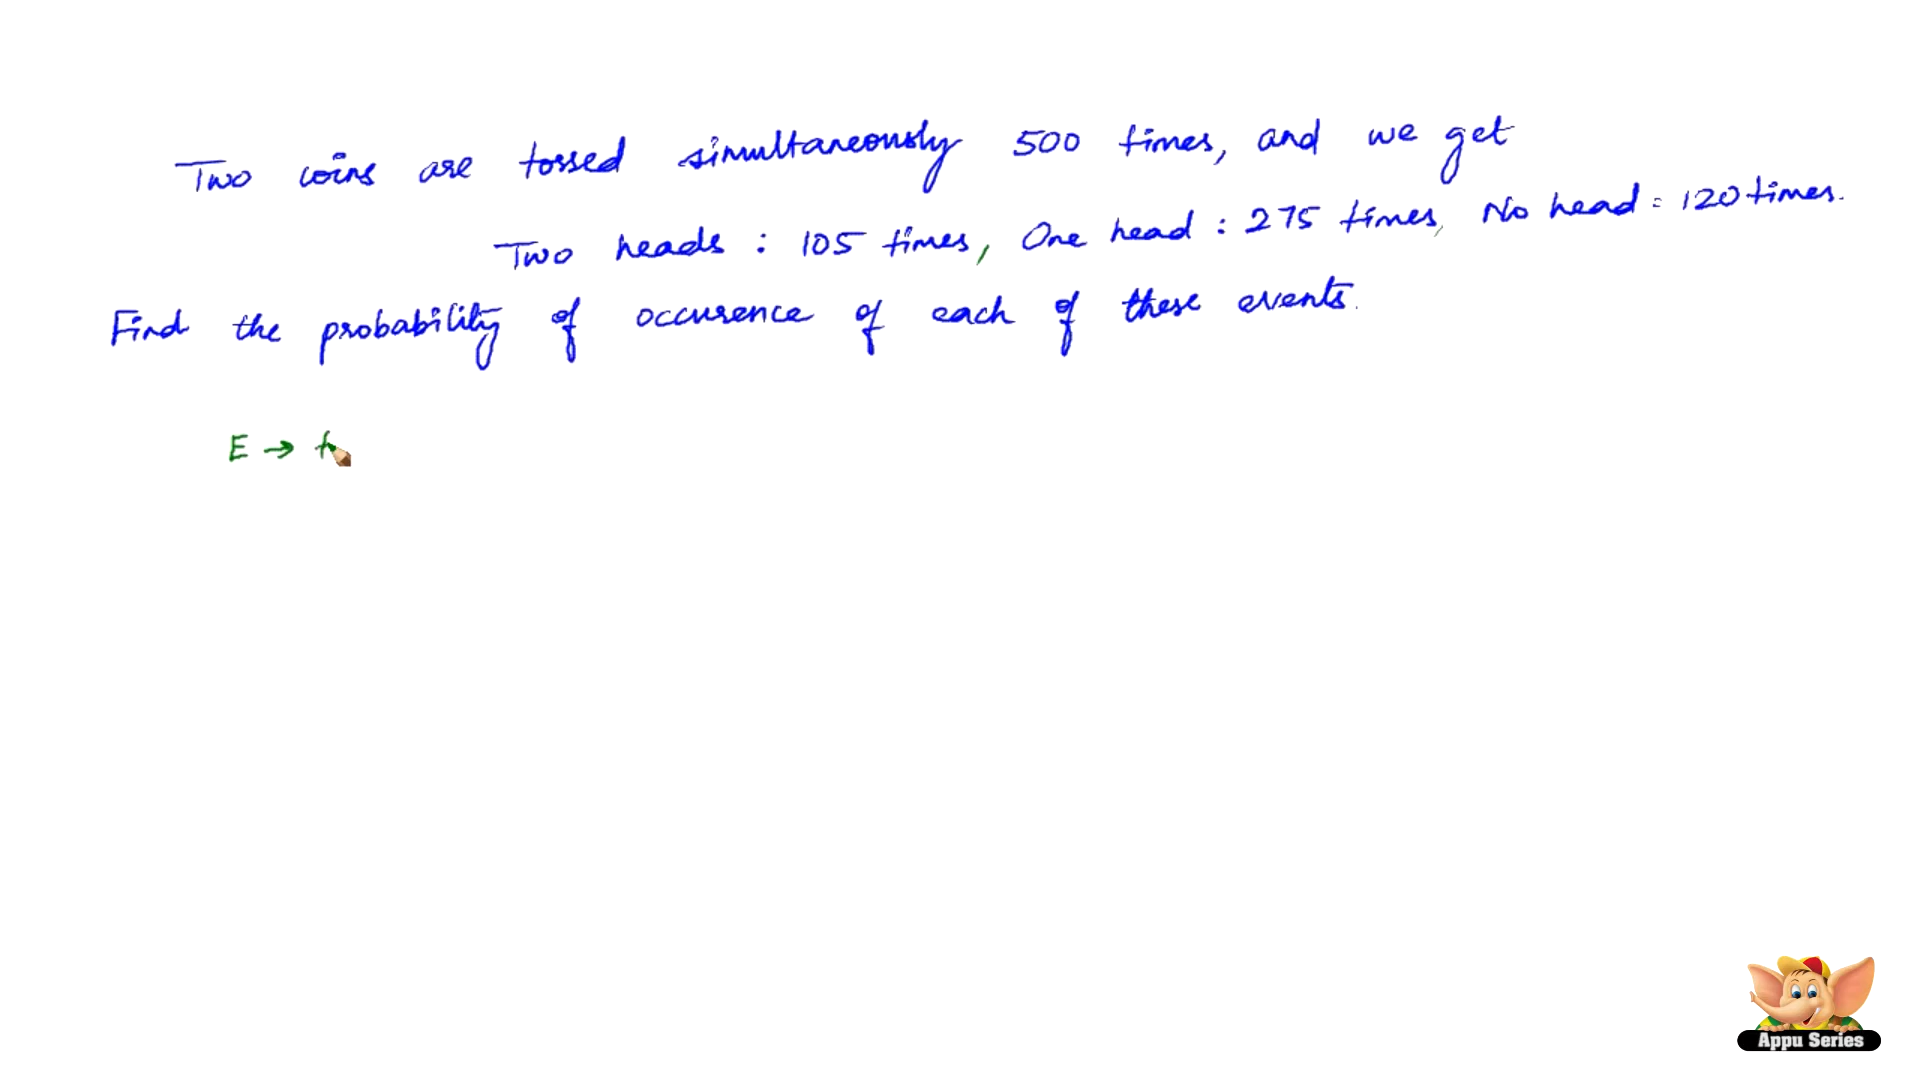 Two coins are tossed simultaneously 500 times, and we get
Two heads : 105 times, One head : 275 times, No head : 120 times.
Find the probability of occurence of each of these events.
E → t
Appu Series